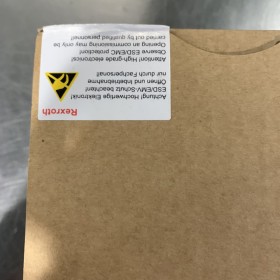 Rexroth
Achtung! Hochwertige Elektronik!
ESD/EMV-Schutz beachten!
Öffnen und Inbetriebnahme
nur durch Fachpersonal!
Attention! High-grade electronics!
Observe ESD/EMC protection!
Opening an commissioning may only be
carried out by qualified personnel!